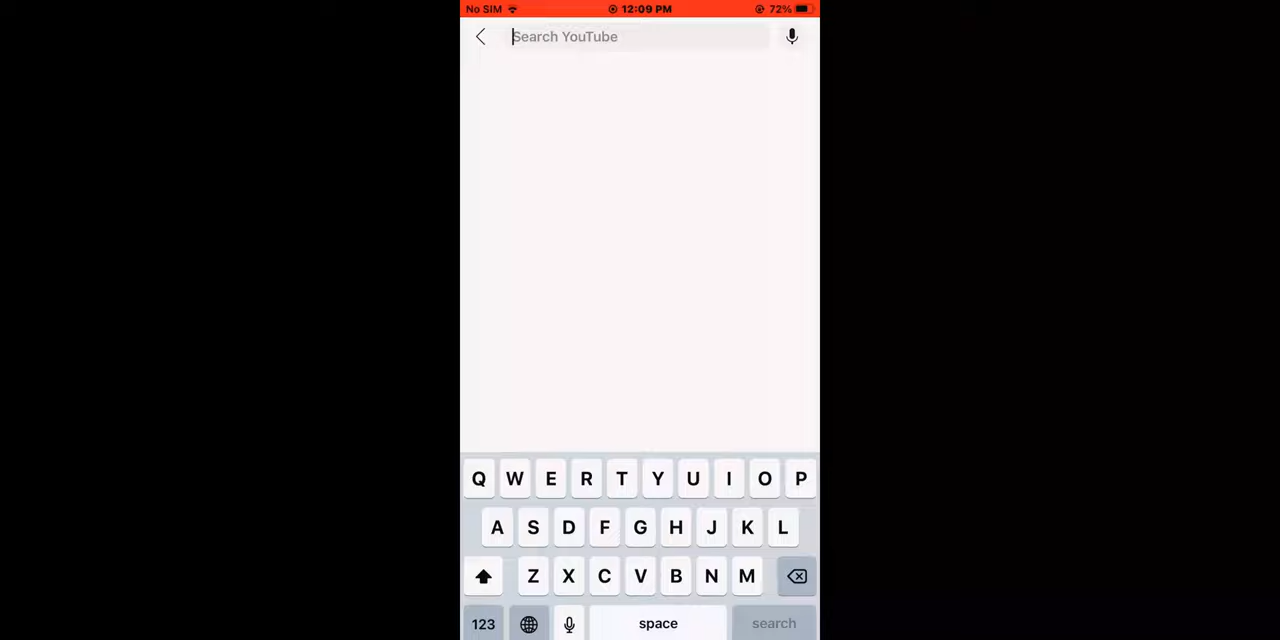 No SIM 12:09 PM 72%
Search YouTube
Q W E R T Y U I O P
A S D F G H J K L
Z X C V B N M
123 space search